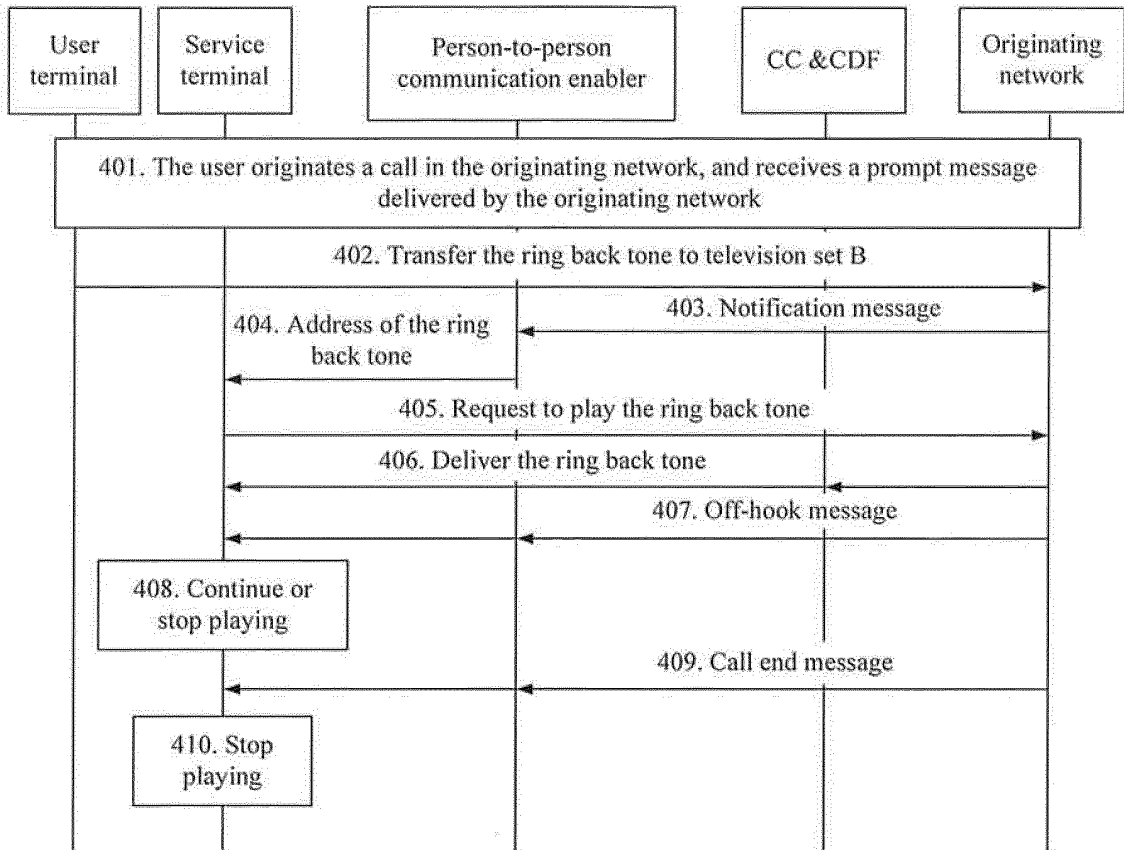 User
terminal
Service
terminal
Person-to-person
communication enabler
CC &CDF
Originating
network
401. The user originates a call in the originating network, and receives a prompt message
delivered by the originating network
402. Transfer the ring back tone to television set B
403. Notification message
404. Address of the ring
back tone
405. Request to play the ring back tone
406. Deliver the ring back tone
407. Off-hook message
408. Continue or
stop playing
409. Call end message
410. Stop
playing